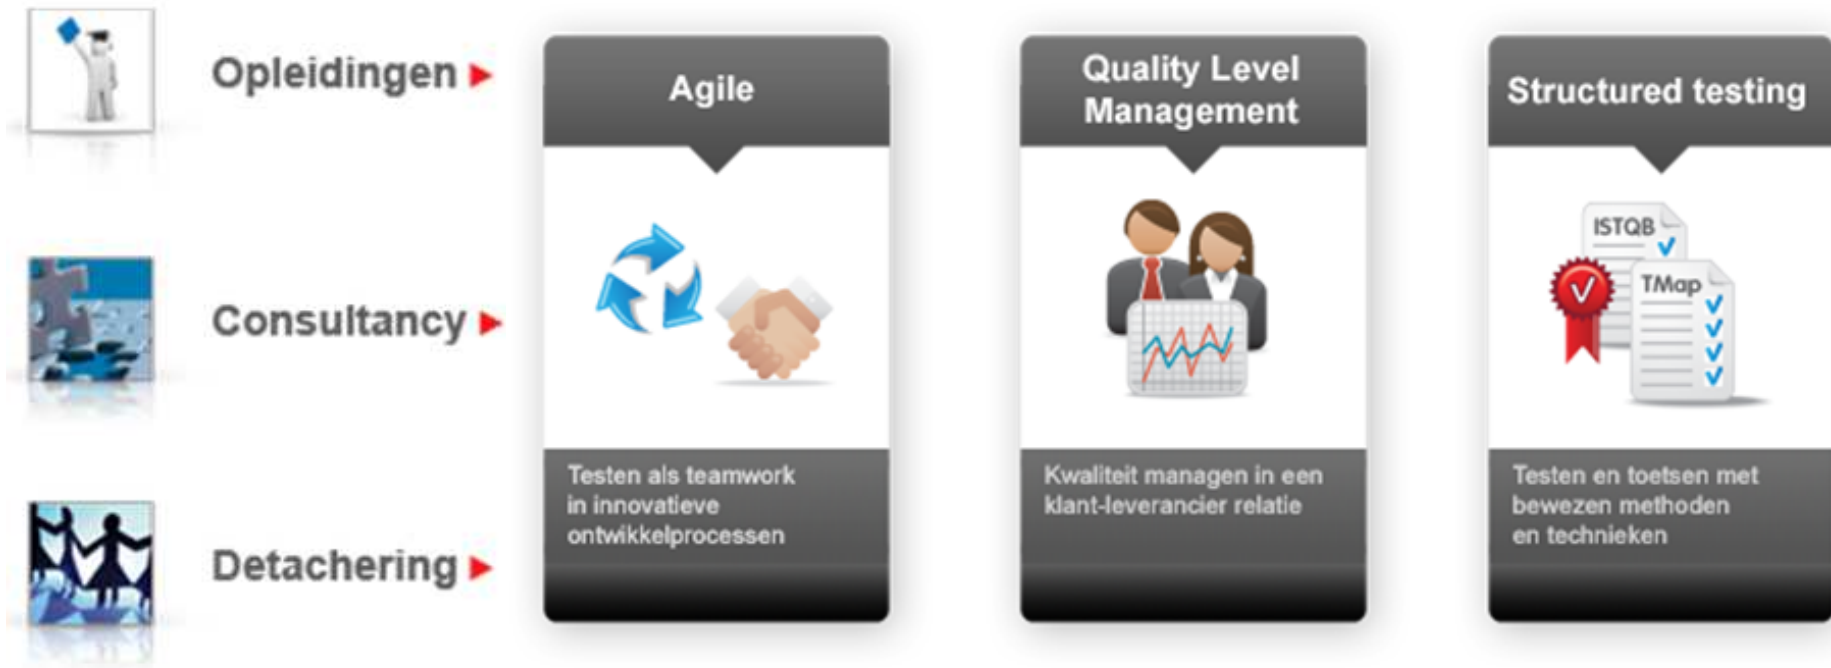 Opleidingen
Consultancy
Detachering
Agile
Testen als teamwork
in innovatieve
ontwikkelprocessen
Quality Level
Management
Kwaliteit managen in een
klant-leverancier relatie
Structured testing
ISTQB
TMap
Testen en toetsen met
bewezen methoden
en technieken